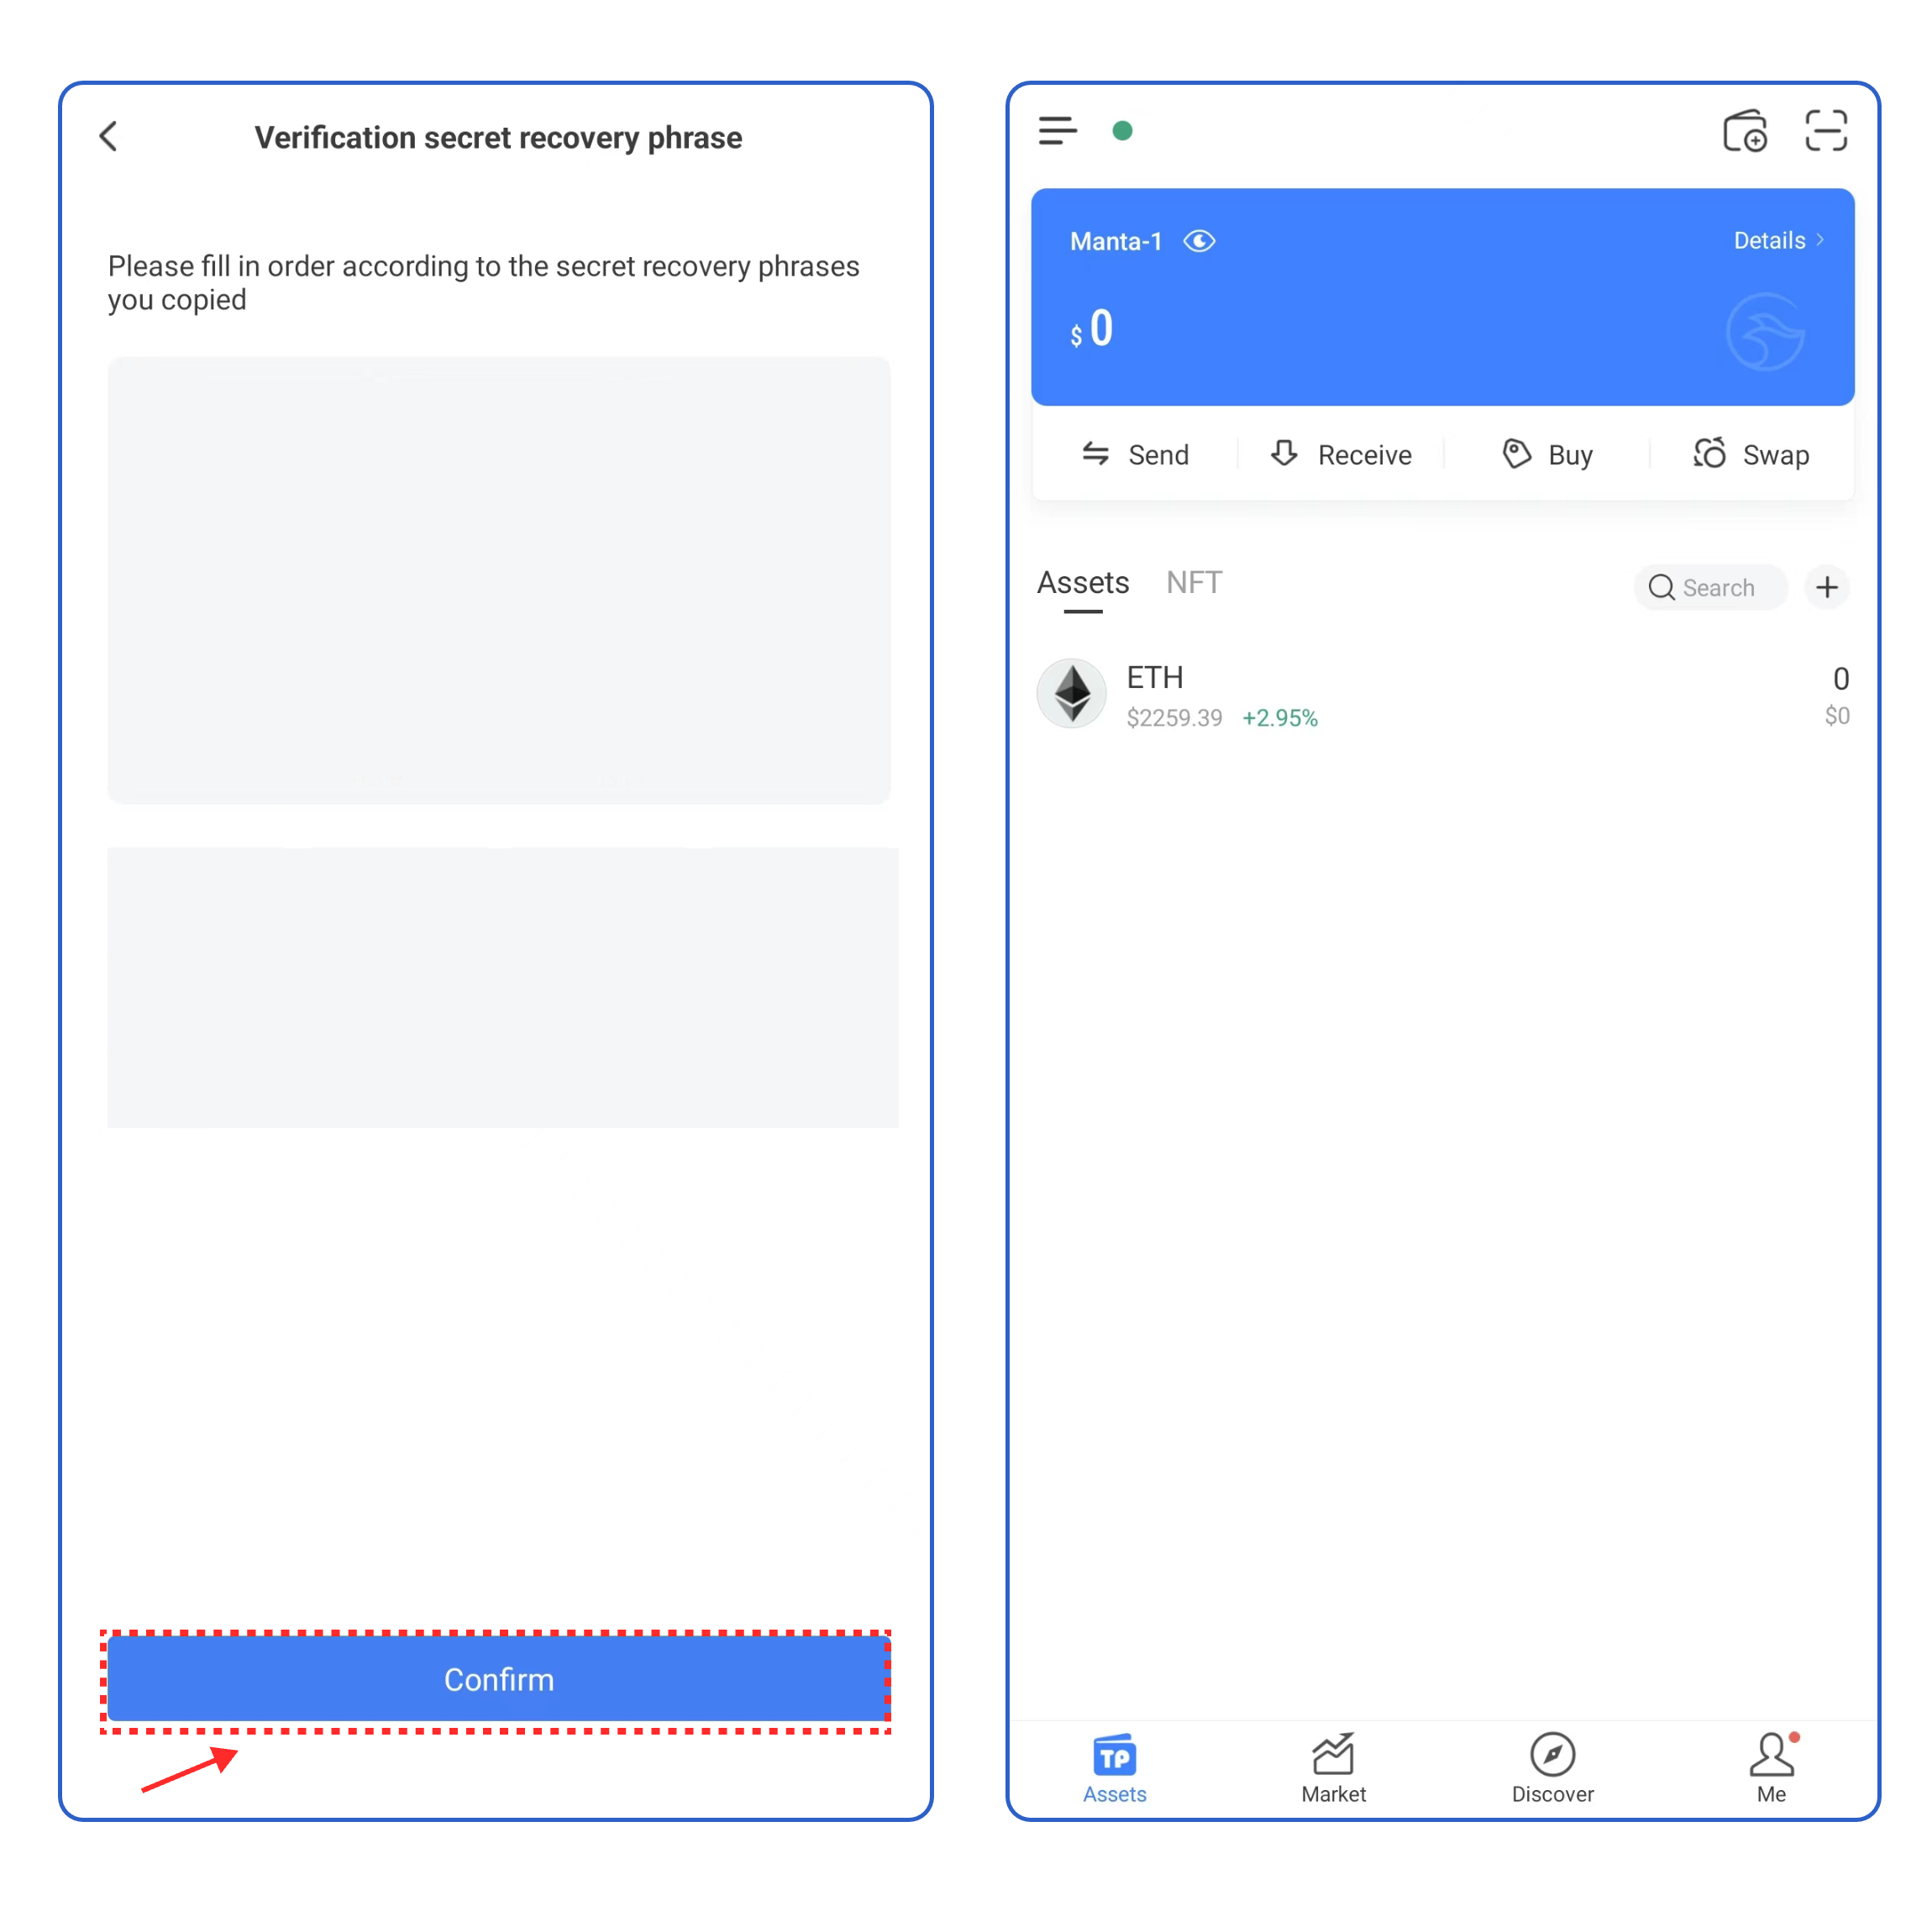 Verification secret recovery phrase
Please fill in order according to the secret recovery phrases
you copied
Confirm
Manta-1
Details
$ 0
Send
Receive
Buy
Swap
Assets
NFT
Search
ETH
0
$2259.39 +2.95%
$0
TP
Assets
Market
Discover
Me